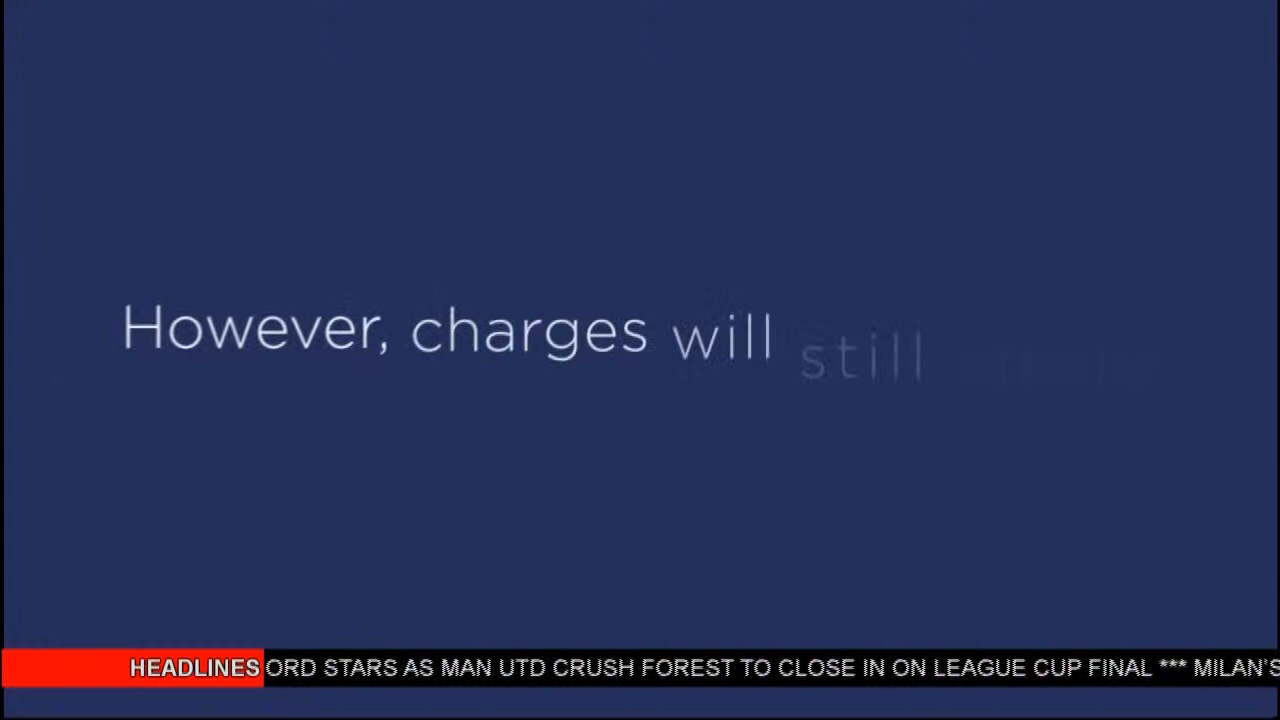 However, charges will still
HEADLINES ORD STARS AS MAN UTD CRUSH FOREST TO CLOSE IN ON LEAGUE CUP FINAL *** MILAN'S